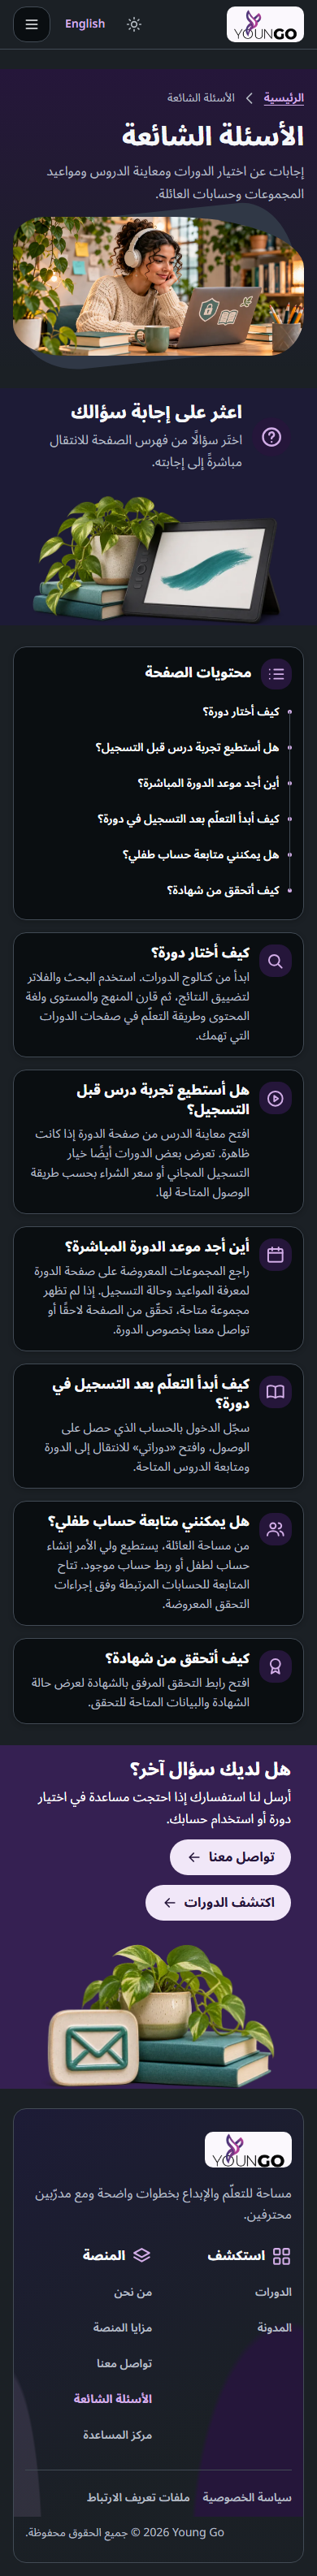 YOUNGO
English
الرئيسية
الأسئلة الشائعة
الأسئلة الشائعة
إجابات عن اختيار الدورات ومعاينة الدروس ومواعيد
المجموعات وحسابات العائلة.
اعثر على إجابة سؤالك
اختَر سؤالًا من فهرس الصفحة للانتقال
مباشرةً إلى إجابته.
محتويات الصفحة
كيف أختار دورة؟
هل أستطيع تجربة درس قبل التسجيل؟
أين أجد موعد الدورة المباشرة؟
كيف أبدأ التعلّم بعد التسجيل في دورة؟
هل يمكنني متابعة حساب طفلي؟
كيف أتحقق من شهادة؟
كيف أختار دورة؟
ابدأ من كتالوج الدورات. استخدم البحث والفلاتر
لتضييق النتائج، ثم قارن المنهج والمستوى ولغة
المحتوى وطريقة التعلّم في صفحات الدورات
التي تهمك.
هل أستطيع تجربة درس قبل
التسجيل؟
افتح معاينة الدرس من صفحة الدورة إذا كانت
ظاهرة. تعرض بعض الدورات أيضًا خيار
التسجيل المجاني أو سعر الشراء بحسب طريقة
الوصول المتاحة لها.
أين أجد موعد الدورة المباشرة؟
راجع المجموعات المعروضة على صفحة الدورة
لمعرفة المواعيد وحالة التسجيل. إذا لم تظهر
مجموعة متاحة، تحقّق من الصفحة لاحقًا أو
تواصل معنا بخصوص الدورة.
كيف أبدأ التعلّم بعد التسجيل في
دورة؟
سجّل الدخول بالحساب الذي حصل على
الوصول، وافتح «دوراتي» للانتقال إلى الدورة
ومتابعة الدروس المتاحة.
هل يمكنني متابعة حساب طفلي؟
من مساحة العائلة، يستطيع ولي الأمر إنشاء
حساب لطفل أو ربط حساب موجود. تتاح
المتابعة للحسابات المرتبطة وفق إجراءات
التحقق المعروضة.
كيف أتحقق من شهادة؟
افتح رابط التحقق المرفق بالشهادة لعرض حالة
الشهادة والبيانات المتاحة للتحقق.
هل لديك سؤال آخر؟
أرسل لنا استفسارك إذا احتجت مساعدة في اختيار
دورة أو استخدام حسابك.
تواصل معنا
اكتشف الدورات
YOUNGO
مساحة للتعلّم والإبداع بخطوات واضحة ومع مدرّبين
محترفين.
استكشف
الدورات
المدونة
المنصة
من نحن
مزايا المنصة
تواصل معنا
الأسئلة الشائعة
مركز المساعدة
سياسة الخصوصية
ملفات تعريف الارتباط
Young Go 2026 © جميع الحقوق محفوظة.